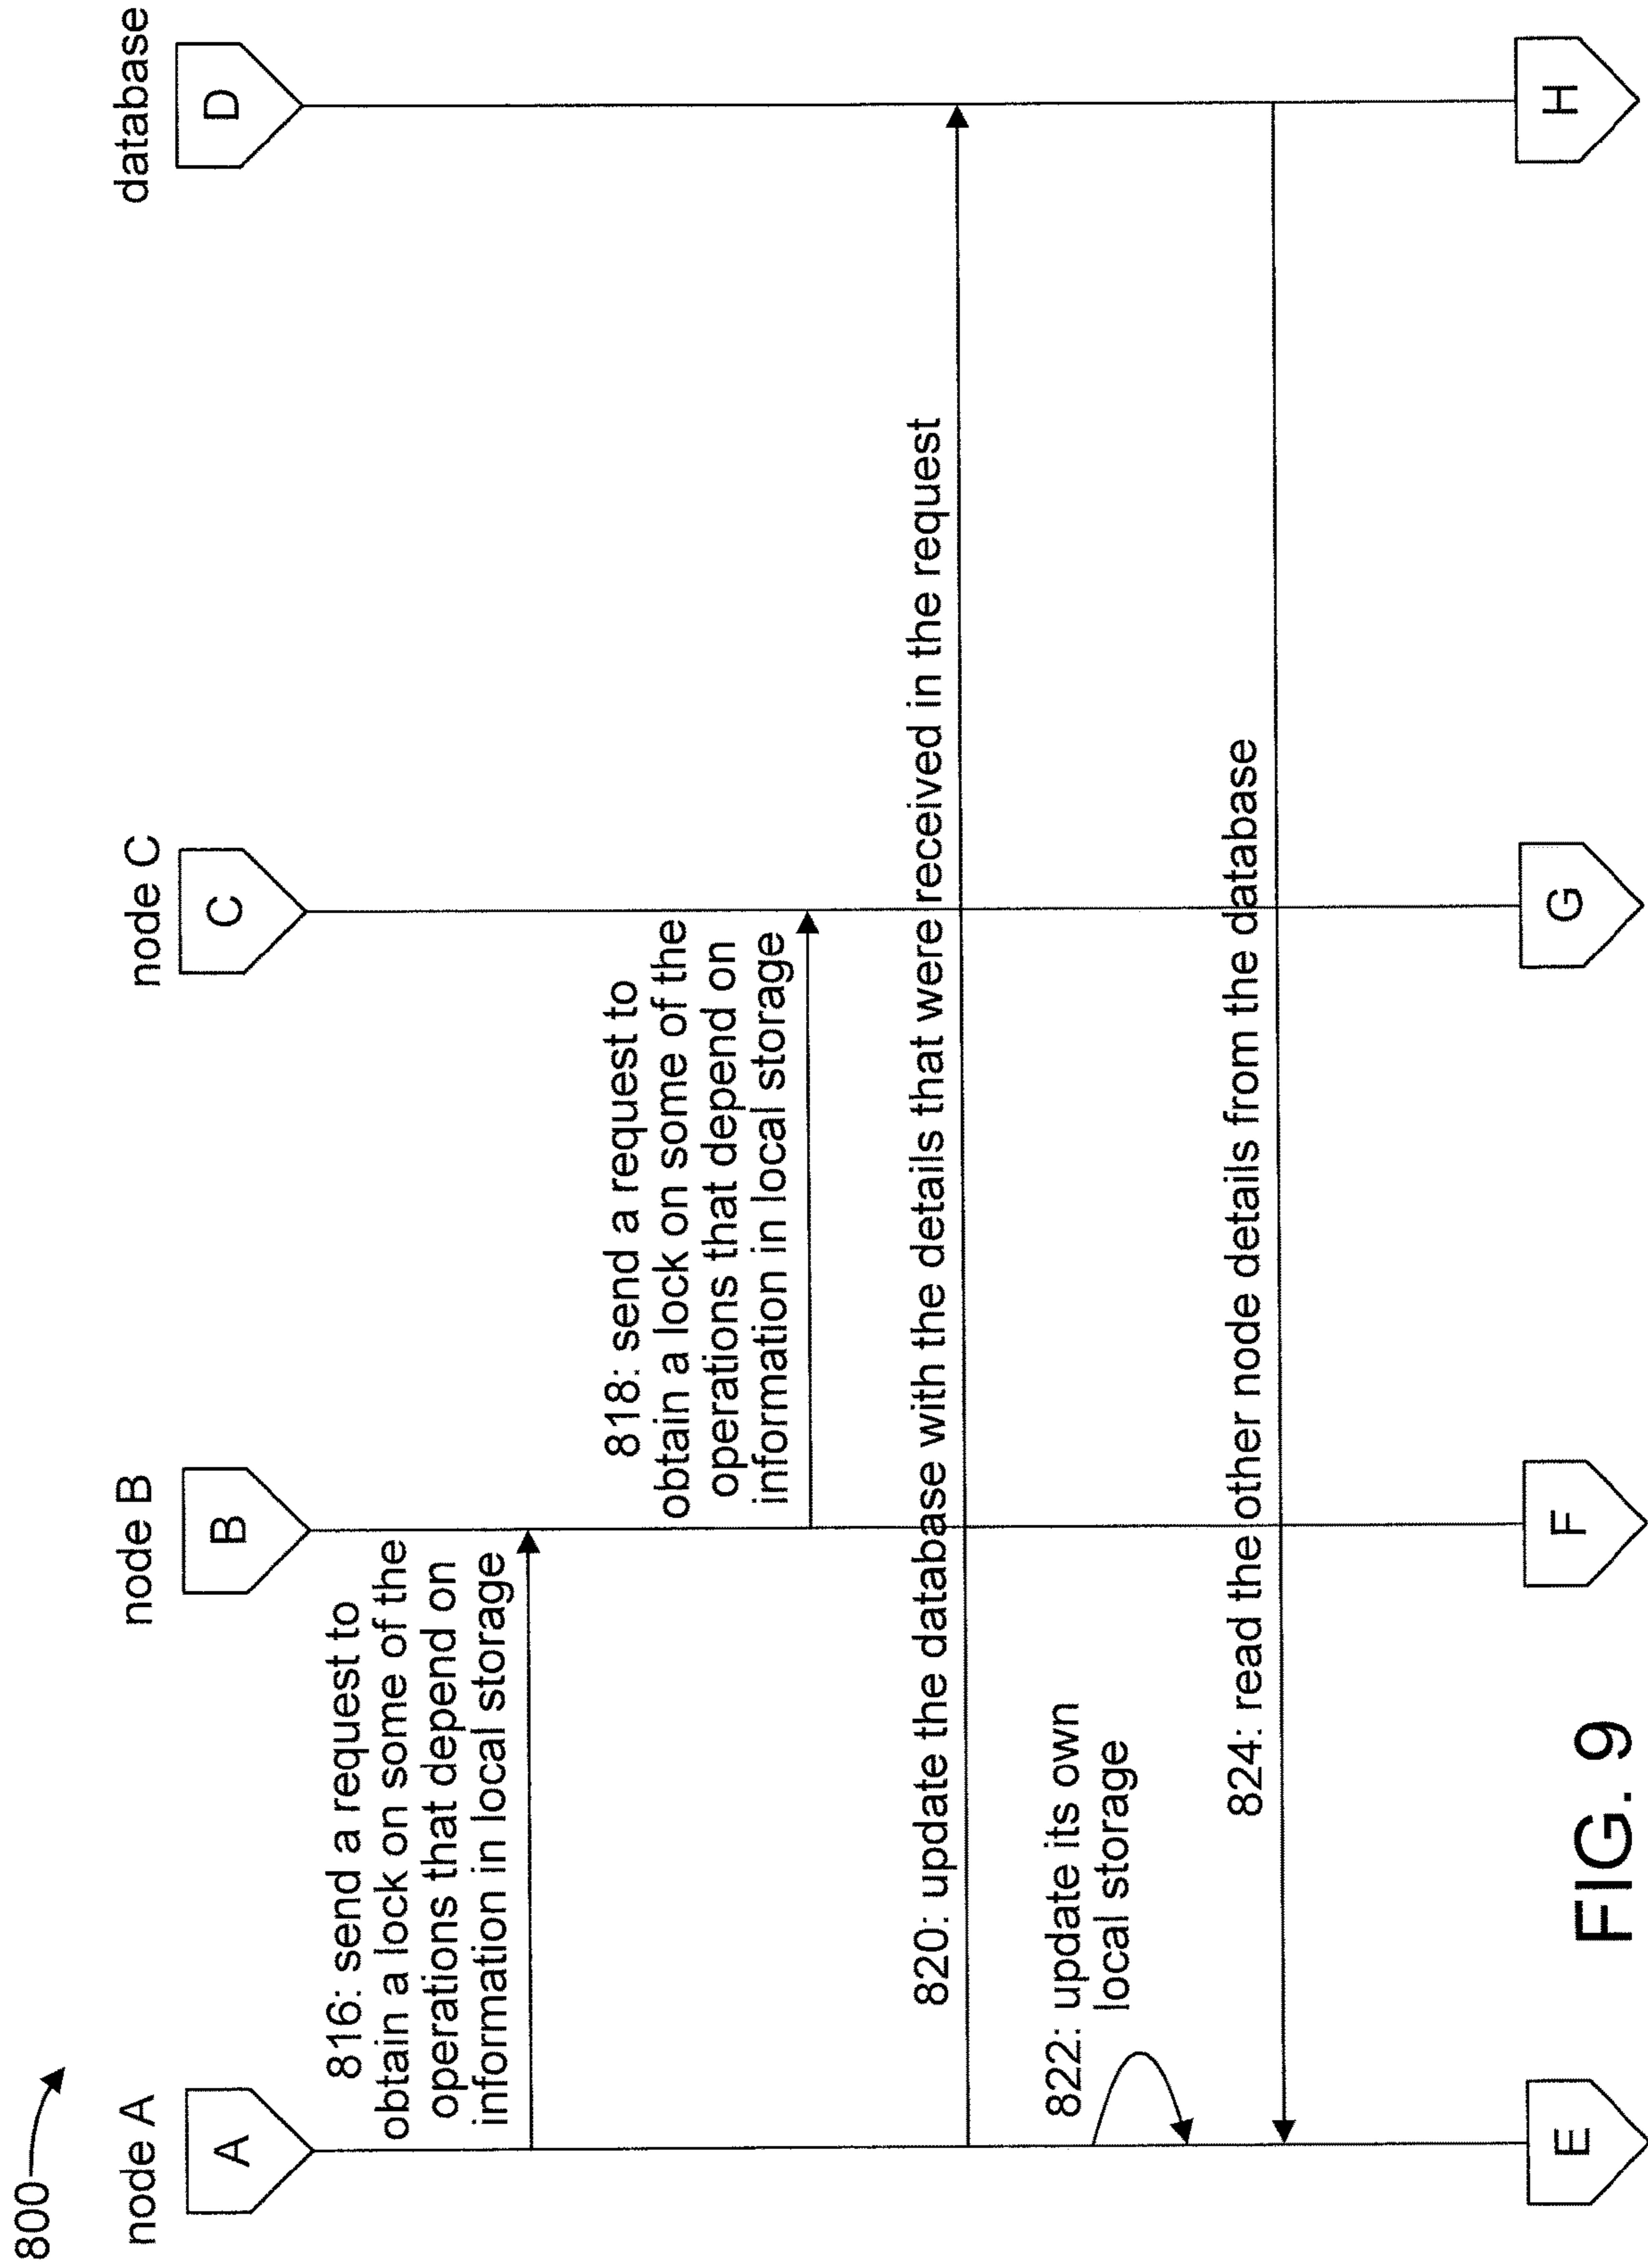 800
node A
node B
node C
database
A
B
C
D
816: send a request to
obtain a lock on some of the
operations that depend on
information in local storage
818: send a request to
obtain a lock on some of the
operations that depend on
information in local storage
820: update the database with the details that were received in the request
822: update its own
local storage
824: read the other node details from the database
E
F
G
H
FIG. 9